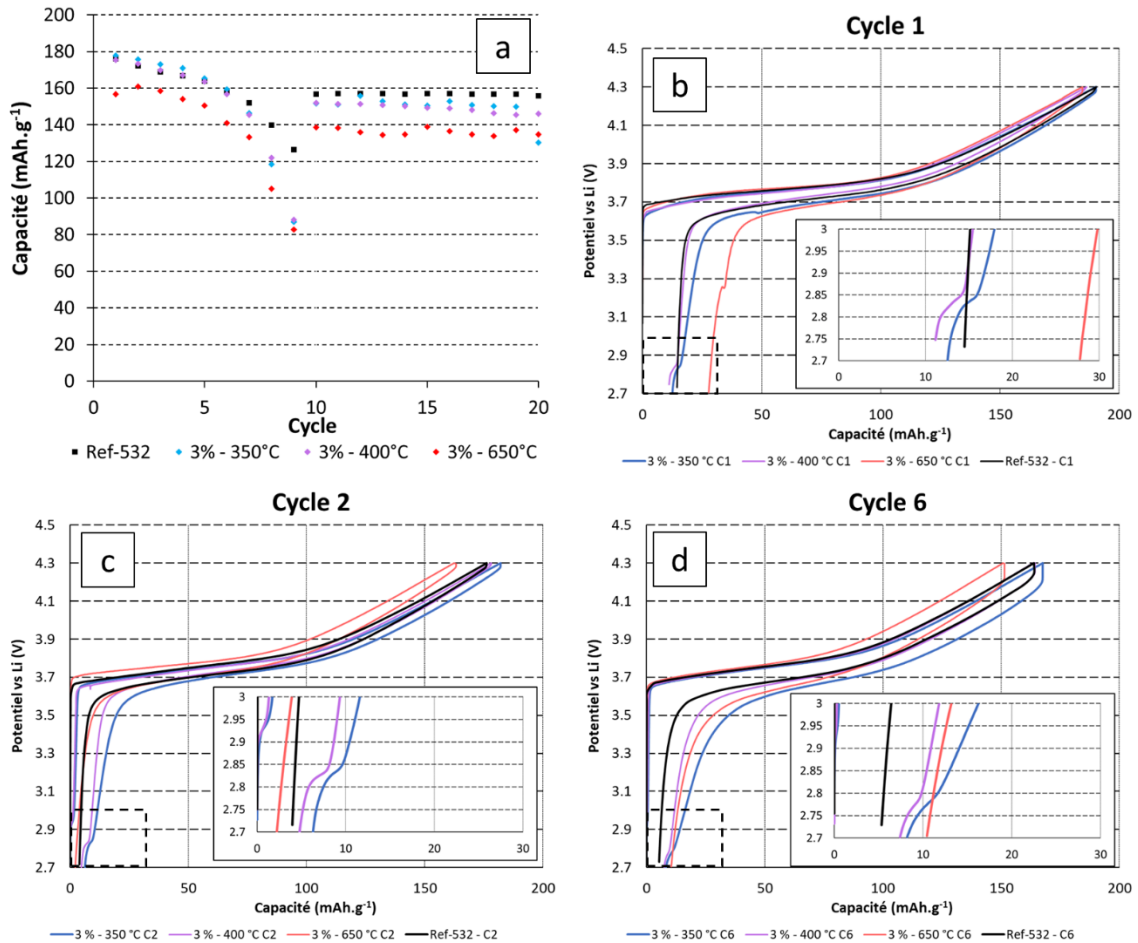 a
Capacité (mAh.g-1)
200
180
160
140
120
100
80
60
40
20
0
0 5 10 15 20
Cycle
Ref-532 3% - 350°C 3% - 400°C 3% - 650°C
Cycle 1
b
Potentiel vs Li (V)
4.5
4.3
4.1
3.9
3.7
3.5
3.3
3.1
2.9
2.7
0 50 100 150 200
3
2.95
2.9
2.85
2.8
2.75
2.7
0 10 20 30
Capacité (mAh.g-1)
3 % - 350 °C C1 3 % - 400 °C C1 3 % - 650 °C C1 Ref-532 - C1
Cycle 2
c
Potentiel vs Li (V)
4.5
4.3
4.1
3.9
3.7
3.5
3.3
3.1
2.9
2.7
0 50 100 150 200
3
2.95
2.9
2.85
2.8
2.75
2.7
0 10 20 30
Capacité (mAh.g-1)
3 % - 350 °C C2 3 % - 400 °C C2 3 % - 650 °C C2 Ref-532 - C2
Cycle 6
d
Potentiel vs Li (V)
4.5
4.3
4.1
3.9
3.7
3.5
3.3
3.1
2.9
2.7
0 50 100 150 200
3
2.95
2.9
2.85
2.8
2.75
2.7
0 10 20 30
Capacité (mAh.g-1)
3 % - 350 °C C6 3 % - 400 °C C6 3 % - 650 °C C6 Ref-532 - C6